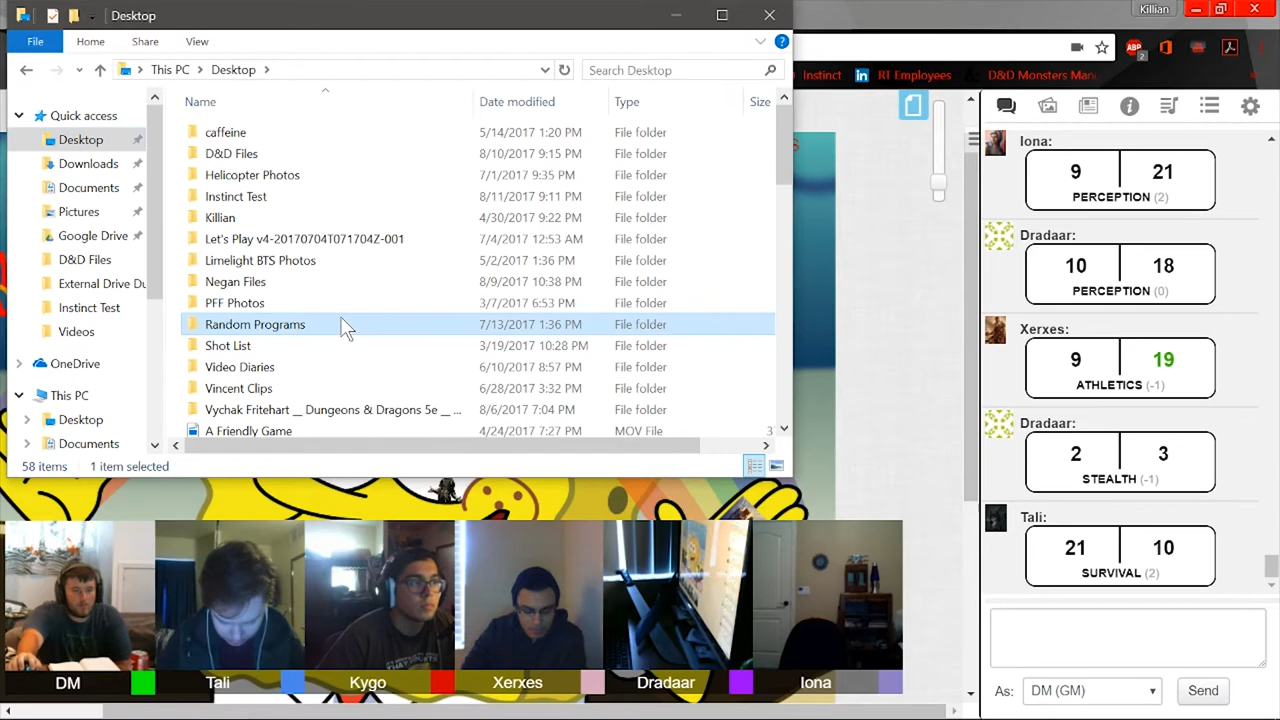 Desktop
Killian
File Home Share View
This PC Desktop Search Desktop
Instinct RT Employees D&D Monsters Man
ABP
2
Name Date modified Type Size
Quick access
Desktop
Downloads
Documents
Pictures
Google Drive
D&D Files
External Drive Du
Instinct Test
Videos
OneDrive
This PC
Desktop
Documents
caffeine 5/14/2017 1:20 PM File folder
D&D Files 8/10/2017 9:15 PM File folder
Helicopter Photos 7/1/2017 9:35 PM File folder
Instinct Test 8/11/2017 9:11 PM File folder
Killian 4/30/2017 9:22 PM File folder
Let's Play v4-20170704T071704Z-001 7/4/2017 12:53 AM File folder
Limelight BTS Photos 5/2/2017 1:36 PM File folder
Negan Files 8/9/2017 10:38 PM File folder
PFF Photos 3/7/2017 6:53 PM File folder
Random Programs 7/13/2017 1:36 PM File folder
Shot List 3/19/2017 10:28 PM File folder
Video Diaries 6/10/2017 8:57 PM File folder
Vincent Clips 6/28/2017 3:32 PM File folder
Vychak Fritehart __ Dungeons & Dragons 5e __ ... 8/6/2017 7:04 PM File folder
A Friendly Game 4/24/2017 7:27 PM MOV File 3
58 items 1 item selected
Iona:
9 21
PERCEPTION (2)
Dradaar:
10 18
PERCEPTION (0)
Xerxes:
9 19
ATHLETICS (-1)
Dradaar:
2 3
STEALTH (-1)
Tali:
21 10
SURVIVAL (2)
As: DM (GM) Send
DM Tali Kygo Xerxes Dradaar Iona